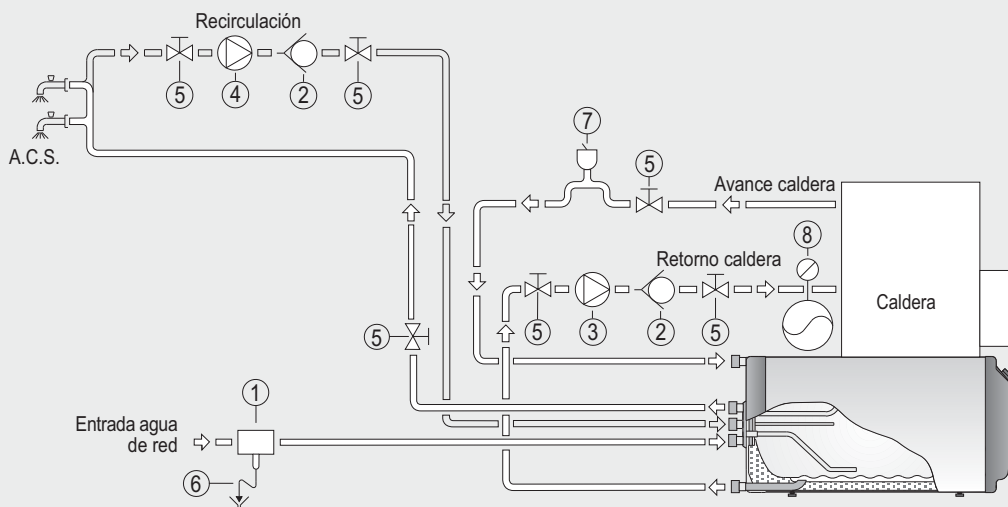 Recirculación
5
4
2
5
A.C.S.
7
5
Avance caldera
8
Retorno caldera
Caldera
5
3
2
5
5
1
Entrada agua
de red
6